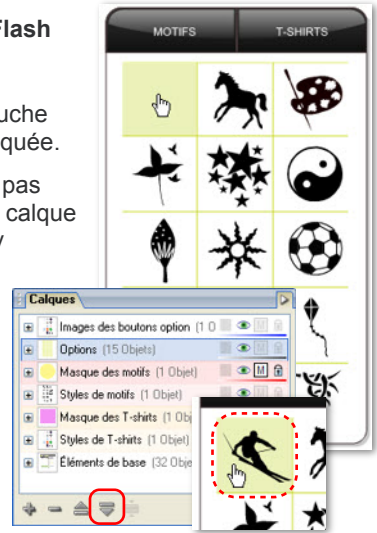 Flash
MOTIFS
T-SHIRTS
quée.
pas
calque
Calques
Images des boutons option (1 O
Options (15 Objets)
Masque des motifs (1 Objet)
Styles de motifs (1 Objet)
Masque des T-shirts (1 Obj
Styles de T-shirts (1 Objet)
Éléments de base (32 Obje